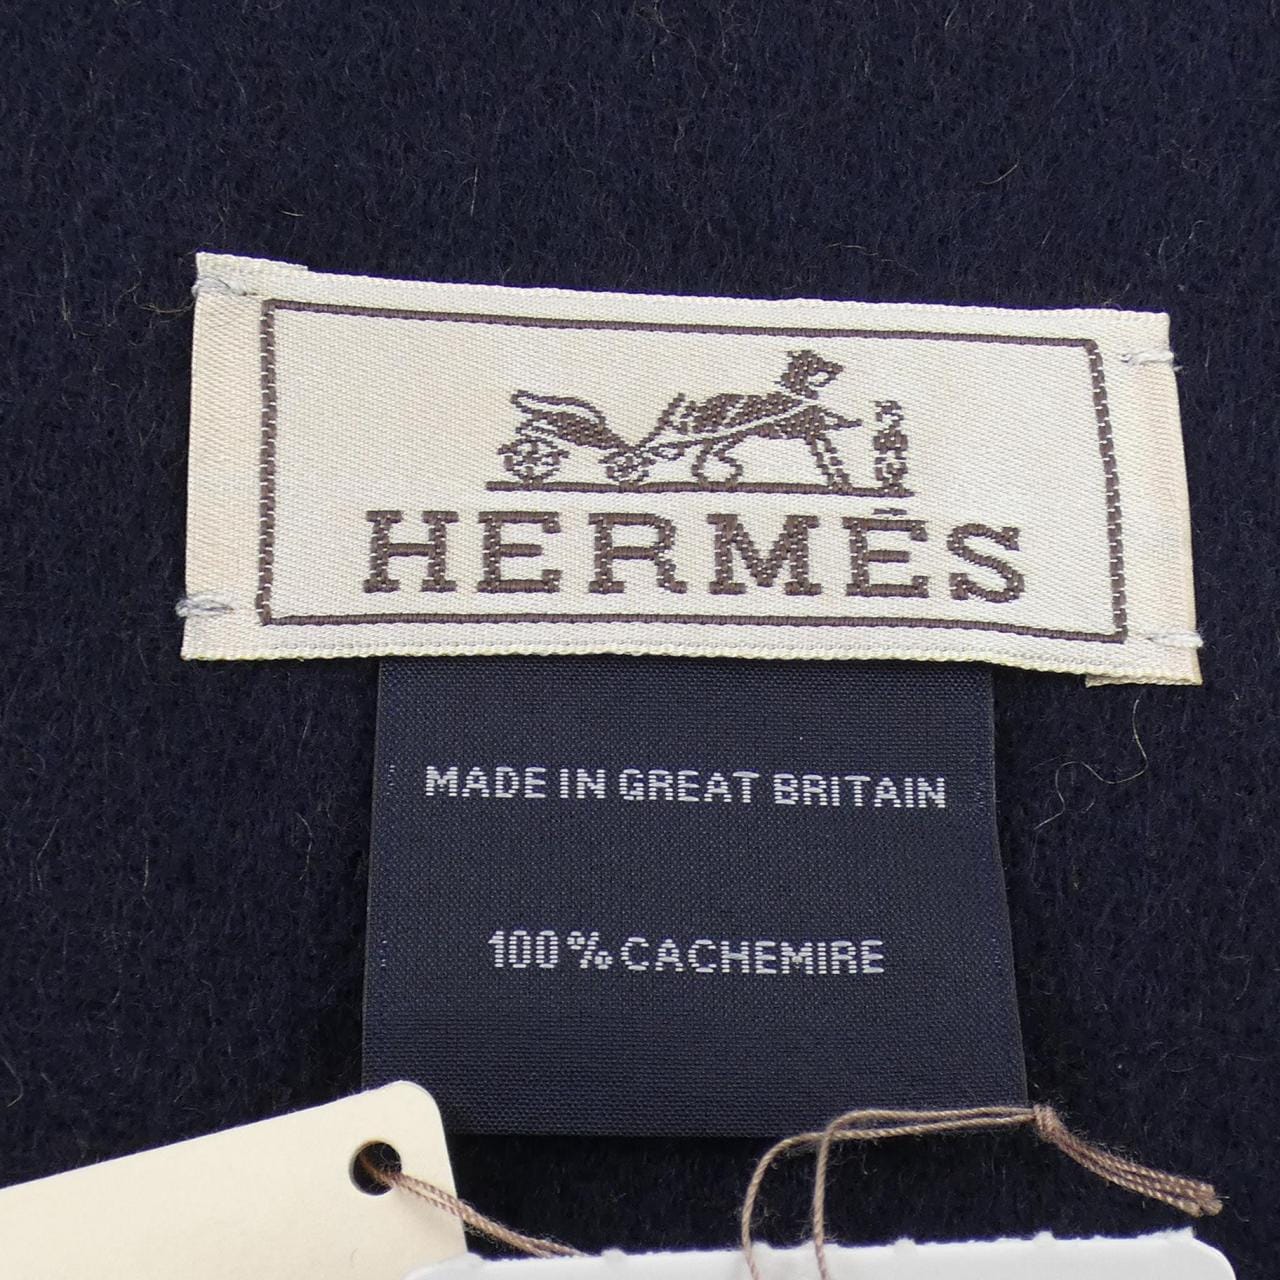 HERMÈS
MADE IN GREAT BRITAIN
100% CACHEMIRE